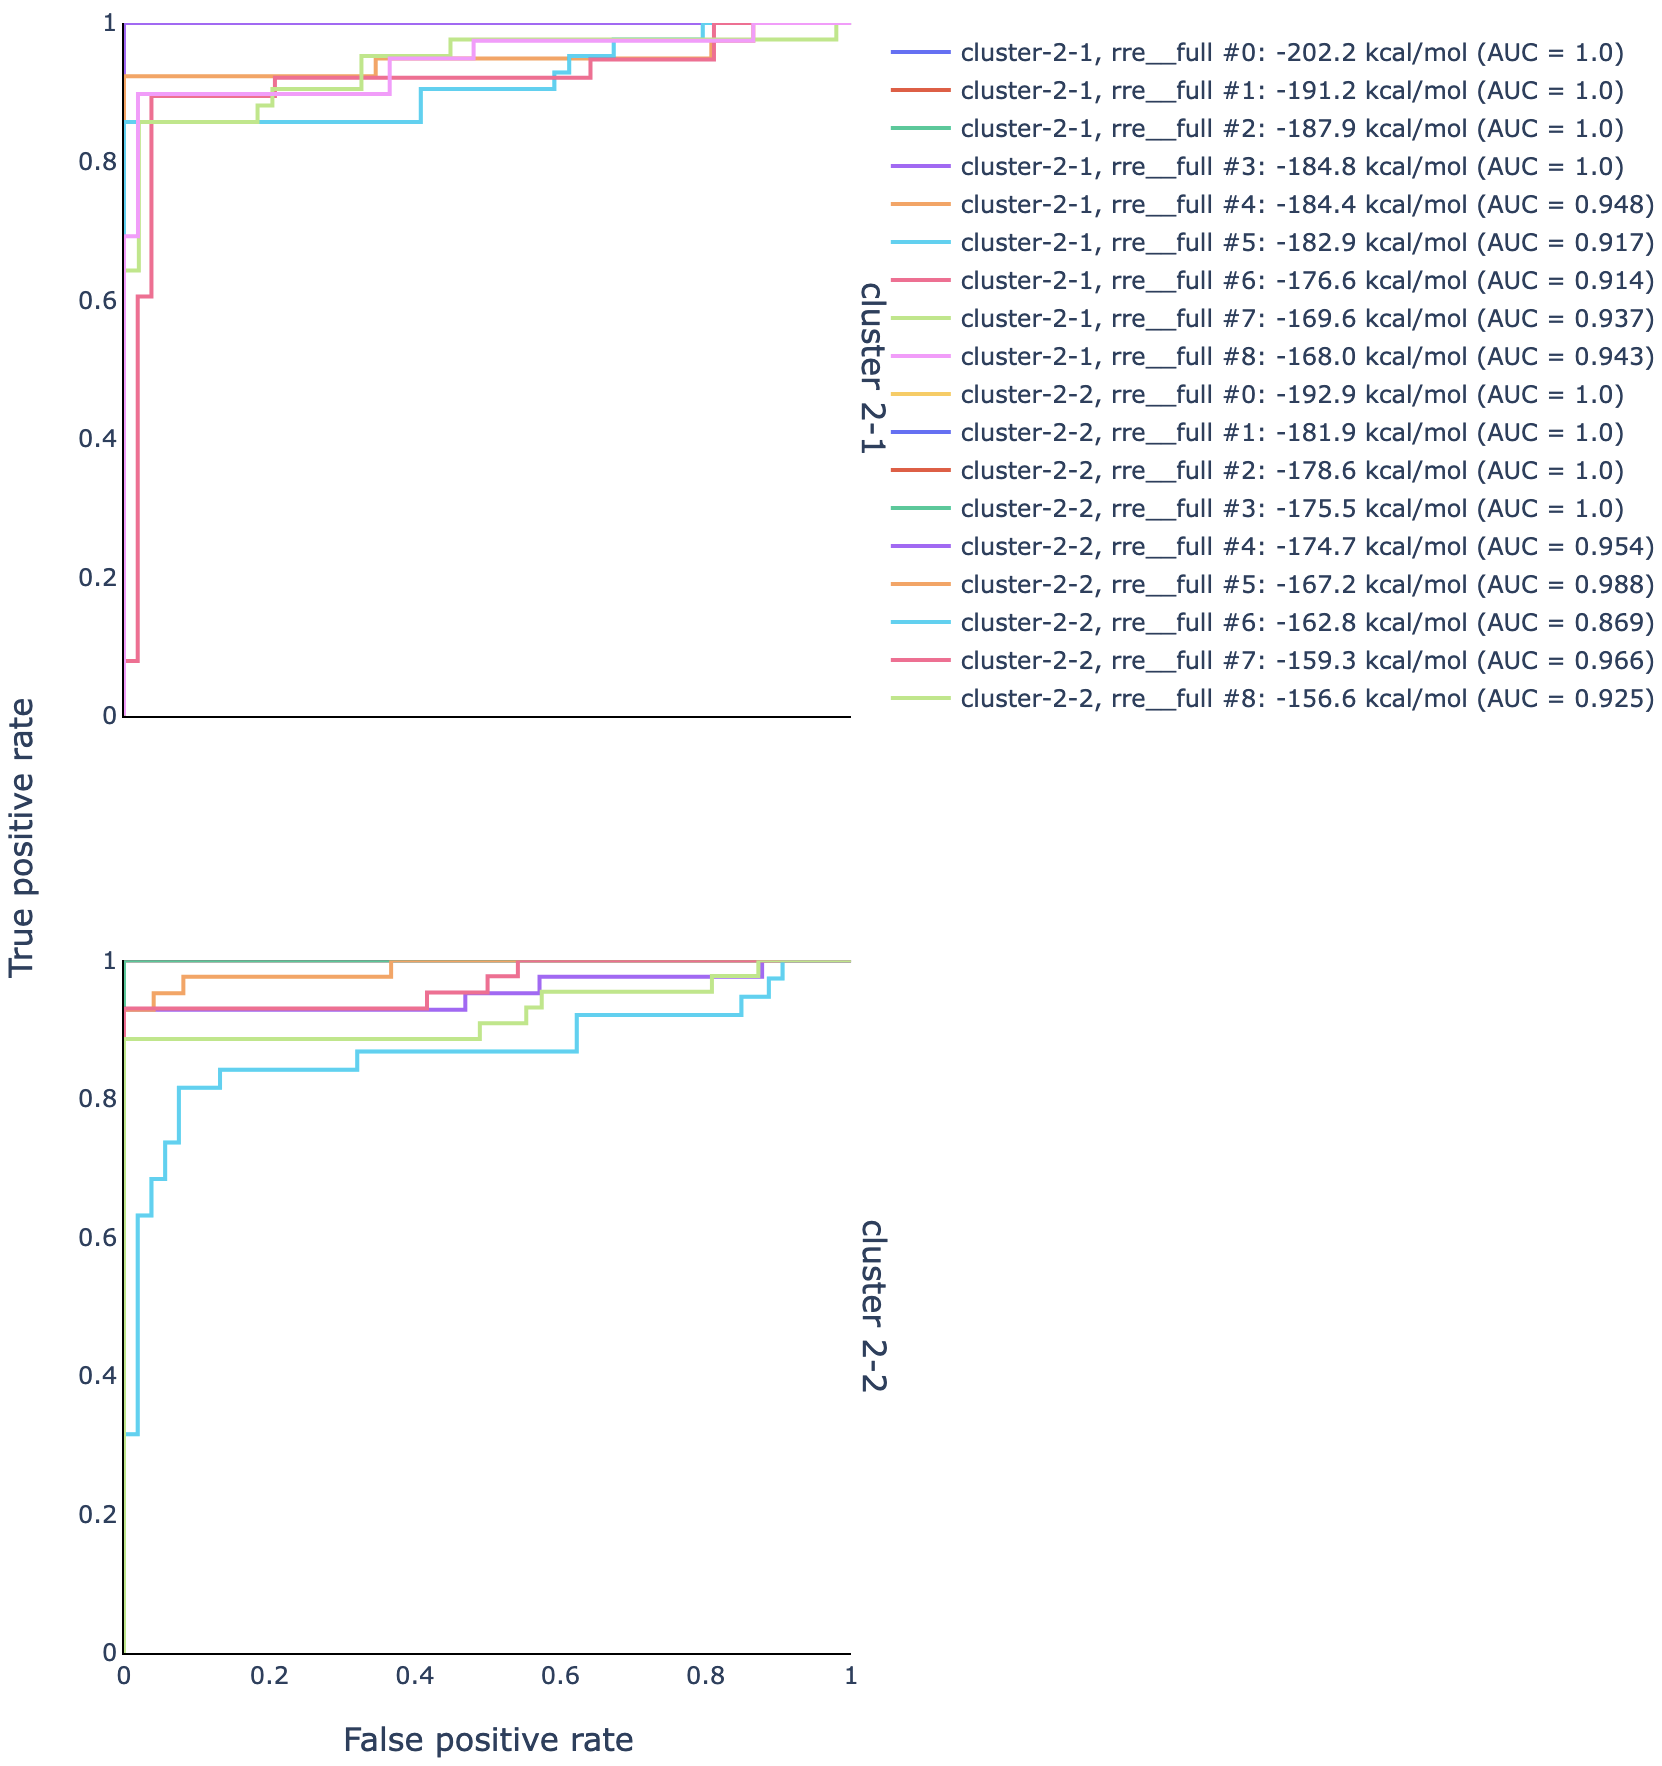 1
0.8
0.6
0.4
0.2
0
cluster 2-1
cluster-2-1, rre__full #0: -202.2 kcal/mol (AUC = 1.0)
cluster-2-1, rre__full #1: -191.2 kcal/mol (AUC = 1.0)
cluster-2-1, rre__full #2: -187.9 kcal/mol (AUC = 1.0)
cluster-2-1, rre__full #3: -184.8 kcal/mol (AUC = 1.0)
cluster-2-1, rre__full #4: -184.4 kcal/mol (AUC = 0.948)
cluster-2-1, rre__full #5: -182.9 kcal/mol (AUC = 0.917)
cluster-2-1, rre__full #6: -176.6 kcal/mol (AUC = 0.914)
cluster-2-1, rre__full #7: -169.6 kcal/mol (AUC = 0.937)
cluster-2-1, rre__full #8: -168.0 kcal/mol (AUC = 0.943)
cluster-2-2, rre__full #0: -192.9 kcal/mol (AUC = 1.0)
cluster-2-2, rre__full #1: -181.9 kcal/mol (AUC = 1.0)
cluster-2-2, rre__full #2: -178.6 kcal/mol (AUC = 1.0)
cluster-2-2, rre__full #3: -175.5 kcal/mol (AUC = 1.0)
cluster-2-2, rre__full #4: -174.7 kcal/mol (AUC = 0.954)
cluster-2-2, rre__full #5: -167.2 kcal/mol (AUC = 0.988)
cluster-2-2, rre__full #6: -162.8 kcal/mol (AUC = 0.869)
cluster-2-2, rre__full #7: -159.3 kcal/mol (AUC = 0.966)
cluster-2-2, rre__full #8: -156.6 kcal/mol (AUC = 0.925)
True positive rate
1
0.8
0.6
0.4
0.2
0
cluster 2-2
0 0.2 0.4 0.6 0.8 1
False positive rate